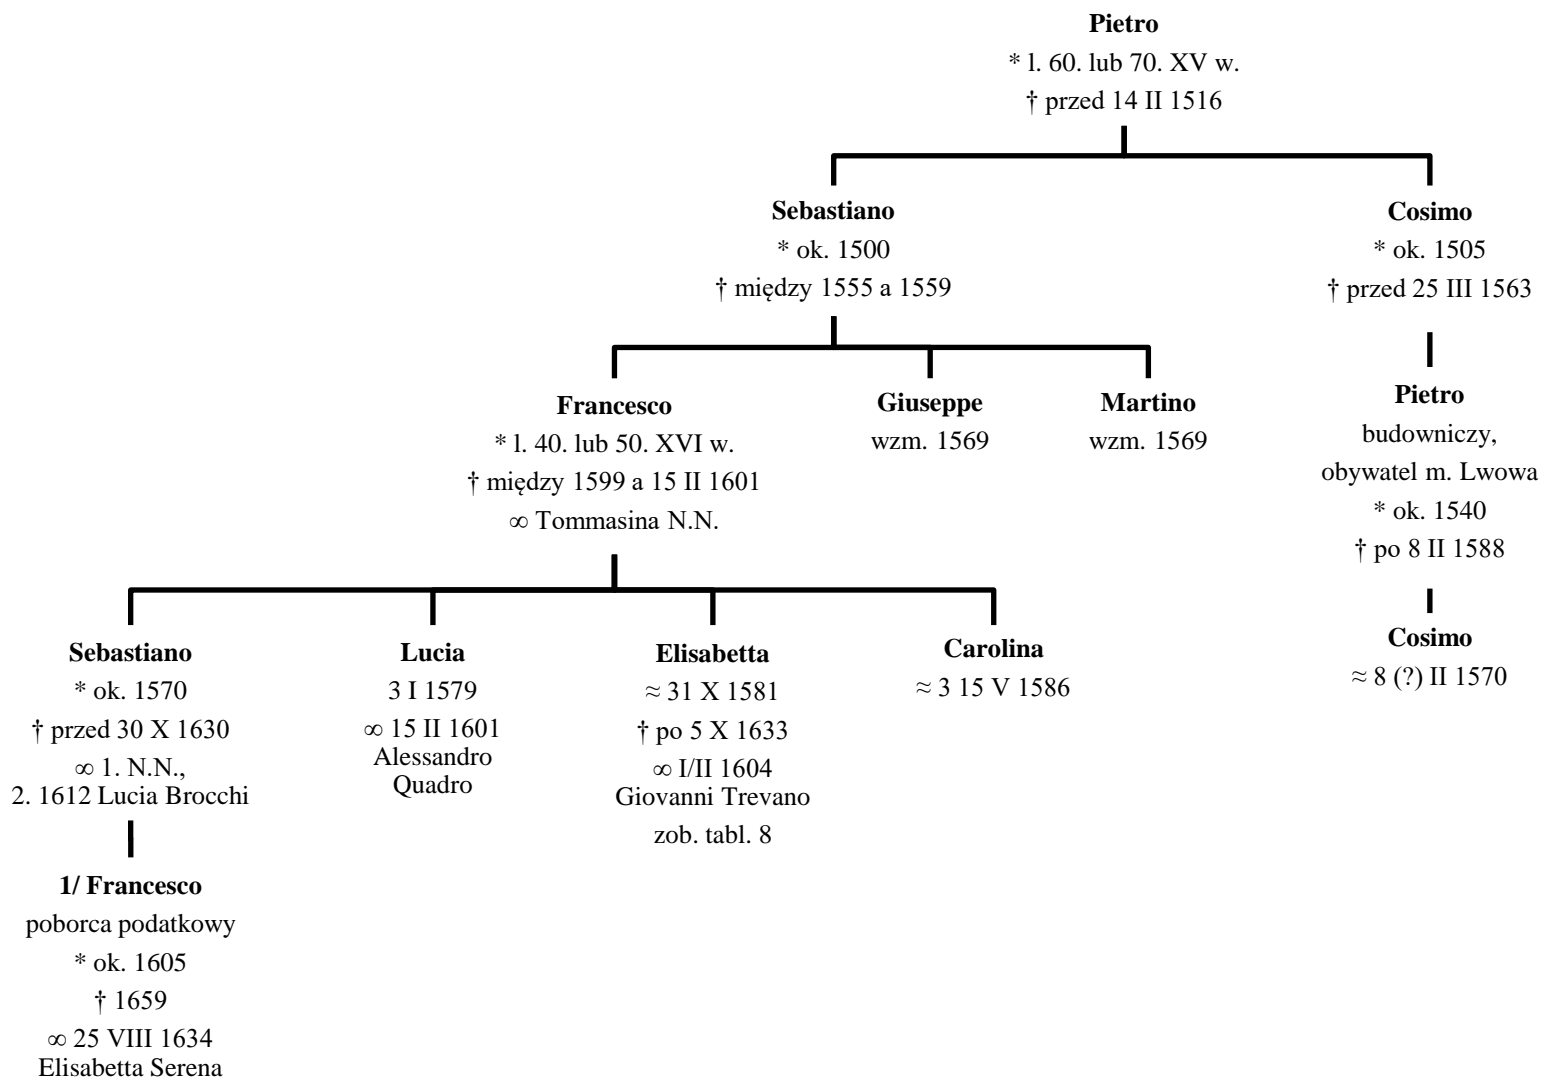 Pietro
* l. 60. lub 70. XV w.
† przed 14 II 1516
Sebastiano
* ok. 1500
† między 1555 a 1559
Cosimo
* ok. 1505
† przed 25 III 1563
Francesco
* l. 40. lub 50. XVI w.
† między 1599 a 15 II 1601
∞ Tommasina N.N.
Giuseppe
wzm. 1569
Martino
wzm. 1569
Pietro
budowniczy,
obywatel m. Lwowa
* ok. 1540
† po 8 II 1588
Sebastiano
* ok. 1570
† przed 30 X 1630
∞ 1. N.N.,
2. 1612 Lucia Brocchi
Lucia
3 I 1579
∞ 15 II 1601
Alessandro
Quadro
Elisabetta
≈ 31 X 1581
† po 5 X 1633
∞ I/II 1604
Giovanni Trevano
zob. tabl. 8
Carolina
≈ 3 15 V 1586
Cosimo
≈ 8 (?) II 1570
1/ Francesco
poborca podatkowy
* ok. 1605
† 1659
∞ 25 VIII 1634
Elisabetta Serena